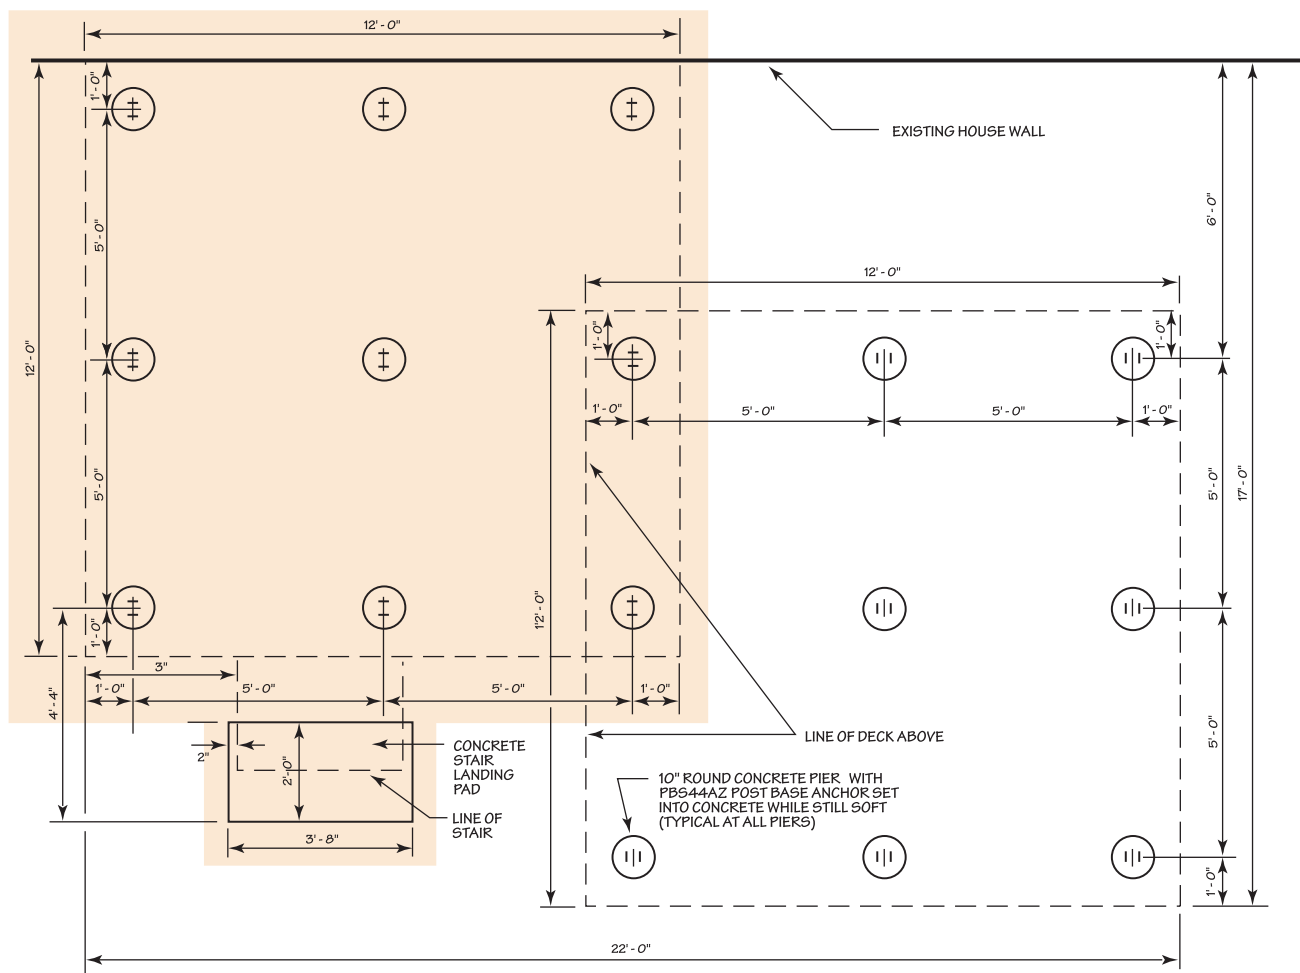 12'-0"
1'-0"
EXISTING HOUSE WALL
5'-0"
6'-0"
12'-0"
12'-0"
1'-0"
1'-0"
1'-0"
5'-0"
5'-0"
1'-0"
5'-0"
5'-0"
17'-0"
1'2'-0"
1'-0"
3"
1'-0"
5'-0"
5'-0"
1'-0"
4'-4"
2"
2'-0"
CONCRETE
STAIR
LANDING
PAD
LINE OF DECK ABOVE
5'-0"
10" ROUND CONCRETE PIER WITH
PBS44AZ POST BASE ANCHOR SET
INTO CONCRETE WHILE STILL SOFT
(TYPICAL AT ALL PIERS)
LINE OF
STAIR
3'-8"
1'-0"
22'-0"